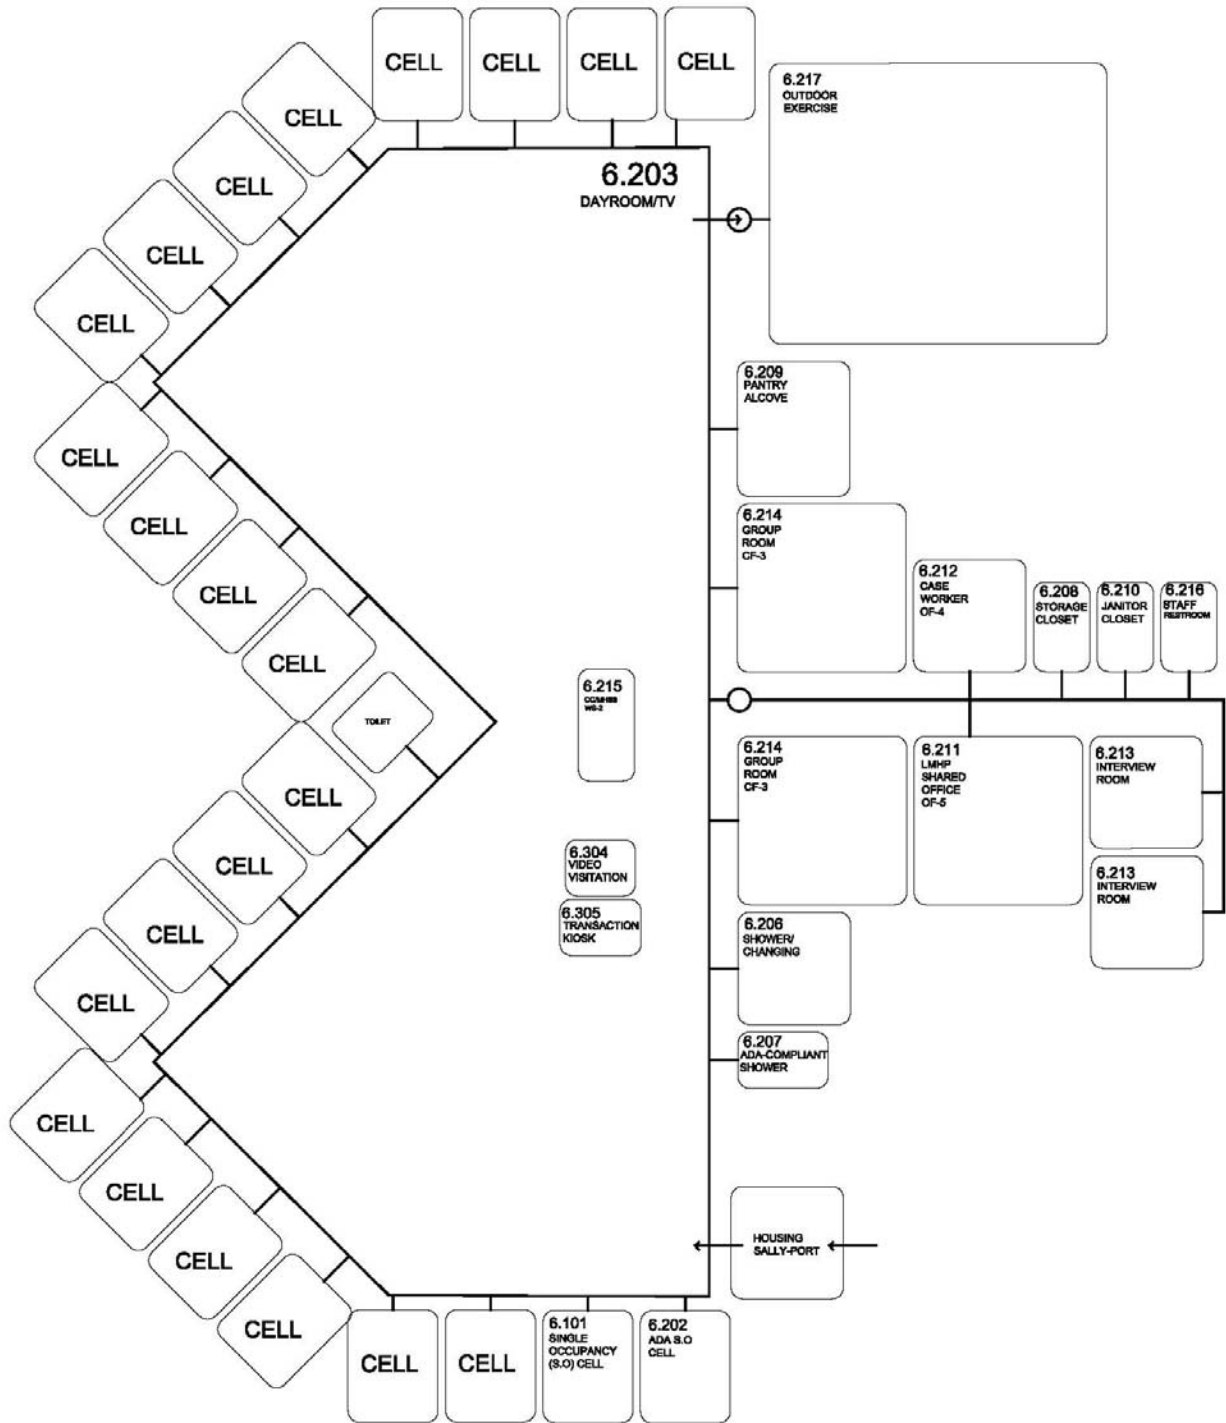 CELL
CELL
CELL
CELL
CELL
CELL
CELL
CELL
6.217
OUTDOOR
EXERCISE
6.203
DAYROOM/TV
CELL
CELL
CELL
CELL
TOILET
6.209
PANTRY
ALCOVE
6.214
GROUP
ROOM
CF-3
6.212
CASE
WORKER
OF-4
6.208
STORAGE
CLOSET
6.210
JANITOR
CLOSET
6.216
STAFF
RESTROOM
6.215
WS-2
6.214
GROUP
ROOM
CF-3
6.211
LMHP
SHARED
OFFICE
OF-5
6.213
INTERVIEW
ROOM
6.213
INTERVIEW
ROOM
6.304
VIDEO
VISITATION
6.305
TRANSACTION
KIOSK
6.206
SHOWER/
CHANGING
6.207
ADA-COMPLIANT
SHOWER
CELL
CELL
CELL
CELL
CELL
CELL
CELL
CELL
HOUSING
SALLY-PORT
CELL
CELL
6.101
SINGLE
OCCUPANCY
(S.O) CELL
6.202
ADA S.O
CELL